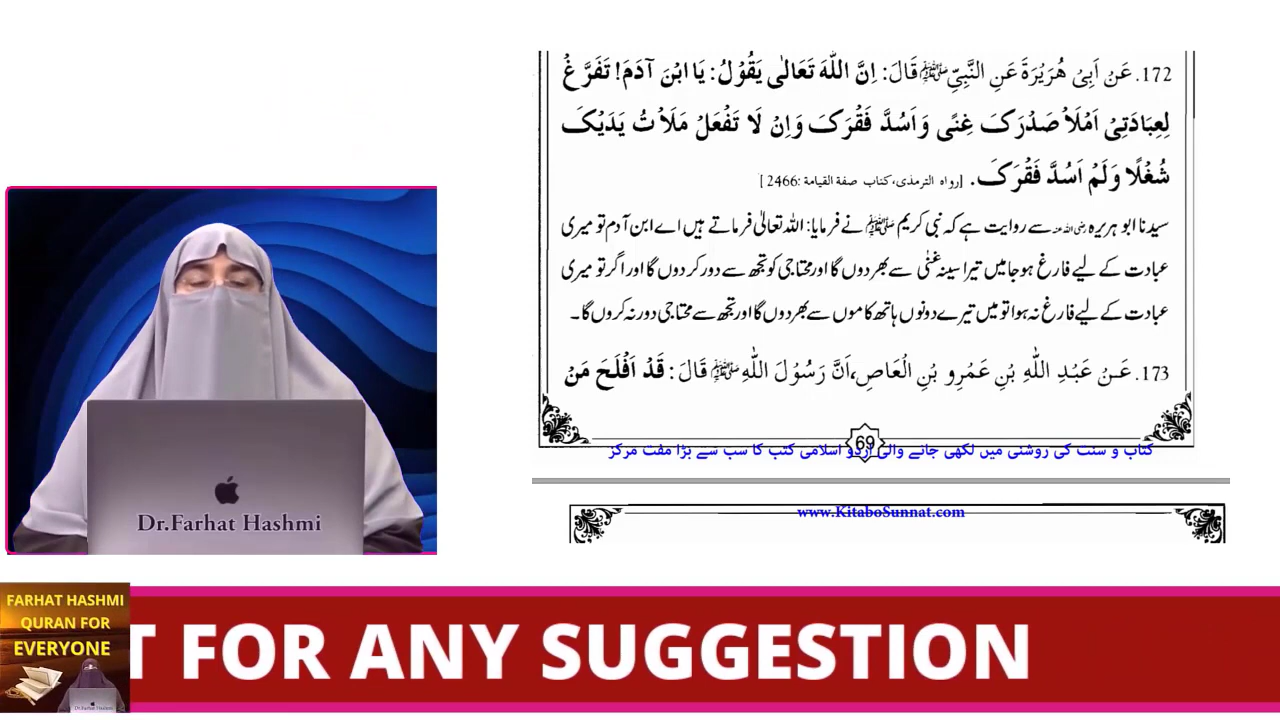 172. عَنْ اَبِىْ هُرَيْرَةَ عَنِ النَّبِيِّ ﷺ قَالَ: اِنَّ اللّٰهَ تَعَالٰى يَقُوْلُ: يَا ابْنَ آدَمَ! تَفَرَّغْ
لِعِبَادَتِىْ اَمْلَاْ صَدْرَكَ غِنًى وَاَسُدَّ فَقْرَكَ وَاِنْ لَا تَفْعَلْ مَلَاْتُ يَدَيْكَ
شُغْلًا وَلَمْ اَسُدَّ فَقْرَكَ. [رواه الترمذى، كتاب صفة القيامة: 2466]
سیدنا ابو ہریرہ رضی اللہ عنہ سے روایت ہے کہ نبی کریم ﷺ نے فرمایا: اللہ تعالیٰ فرماتے ہیں اے ابن آدم تو میری
عبادت کے لیے فارغ ہو جا میں تیرا سینہ غنیٰ سے بھر دوں گا اور محتاجی کو تجھ سے دور کر دوں گا اور اگر تو میری
عبادت کے لیے فارغ نہ ہوا تو میں تیرے دونوں ہاتھ کاموں سے بھر دوں گا اور تجھ سے محتاجی دور نہ کروں گا۔
173. عَنْ عَبْدِ اللّٰهِ بْنِ عَمْرِو بْنِ الْعَاصِ، اَنَّ رَسُوْلَ اللّٰهِ ﷺ قَالَ: قَدْ اَفْلَحَ مَنْ
69
کتاب و سنت کی روشنی میں لکھی جانے والی اردو اسلامی کتب کا سب سے بڑا مفت مرکز
www.KitaboSunnat.com
Dr.Farhat Hashmi
FARHAT HASHMI
QURAN FOR
EVERYONE
T FOR ANY SUGGESTION